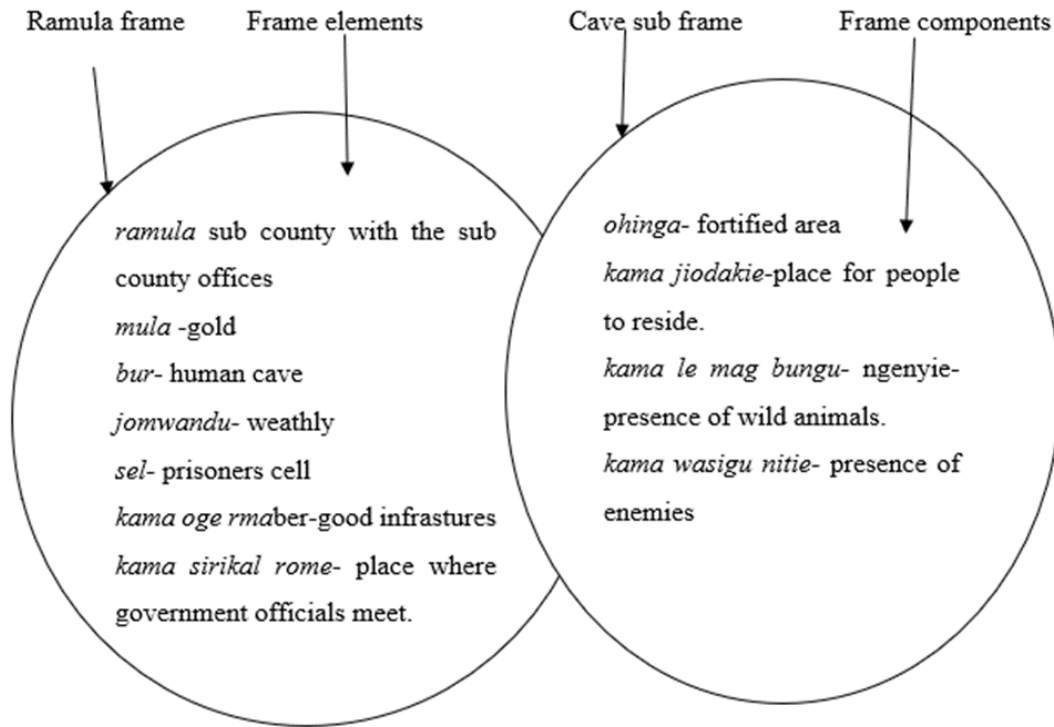 Ramula frame
Frame elements
Cave sub frame
Frame components
ramula sub county with the sub
county offices
mula -gold
bur- human cave
jomwandu- weathly
sel- prisoners cell
kama oge rmaber-good infrastures
kama sirikal rome- place where
government officials meet.
ohinga- fortified area
kama jiodakie-place for people
to reside.
kama le mag bungu- ngenyie-
presence of wild animals.
kama wasigu nitie- presence of
enemies